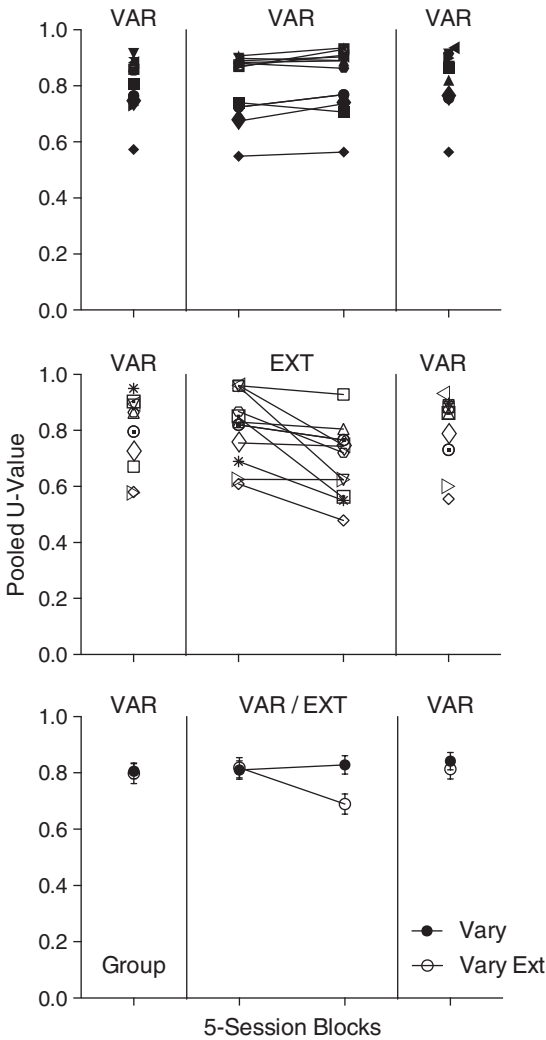 VAR VAR VAR
1.0
0.8
0.6
0.4
0.2
0.0
VAR EXT VAR
1.0
0.8
0.6
0.4
0.2
0.0
Pooled U-Value
VAR VAR / EXT VAR
1.0
0.8
0.6
0.4
0.2
0.0
Group
Vary
Vary Ext
5-Session Blocks